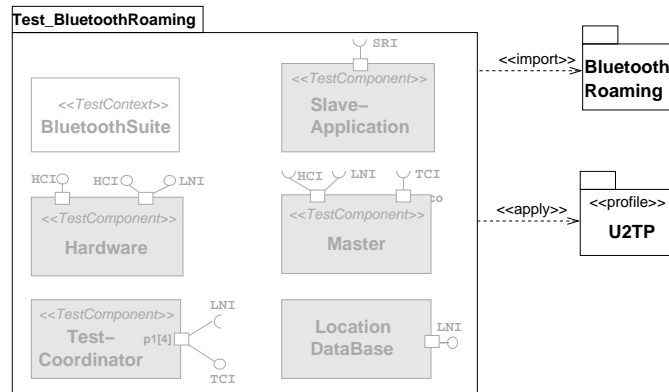 Test_BluetoothRoaming
SRI
<<TestComponent>>
Slave–
Application
<<TestContext>>
BluetoothSuite
<<import>>
Bluetooth
Roaming
HCI
HCI
LNI
<<TestComponent>>
Hardware
HCI
LNI
TCI
co
<<TestComponent>>
Master
<<apply>>
<<profile>>
U2TP
<<TestComponent>>
Test–
Coordinator
p1[4]
LNI
TCI
Location
DataBase
LNI